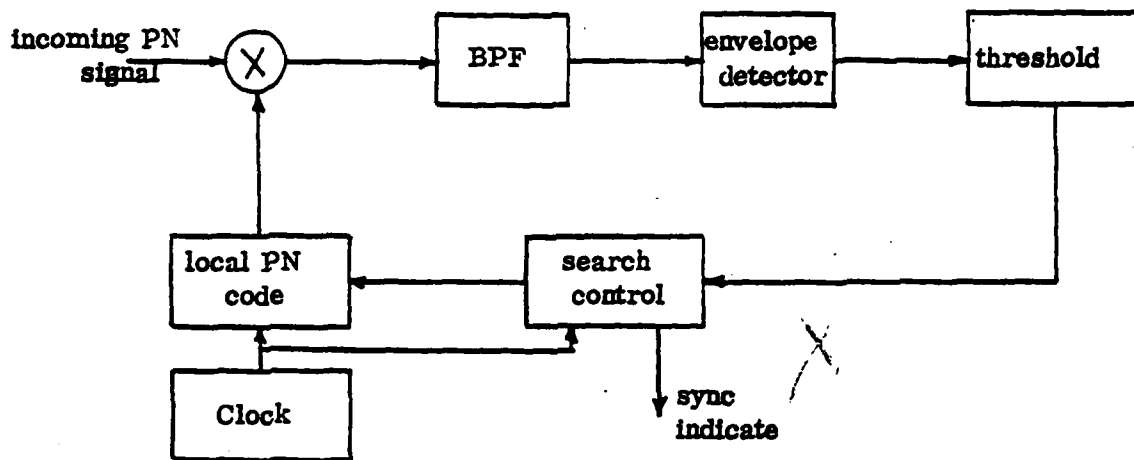 incoming PN
signal
BPF
envelope
detector
threshold
local PN
code
search
control
Clock
sync
indicate